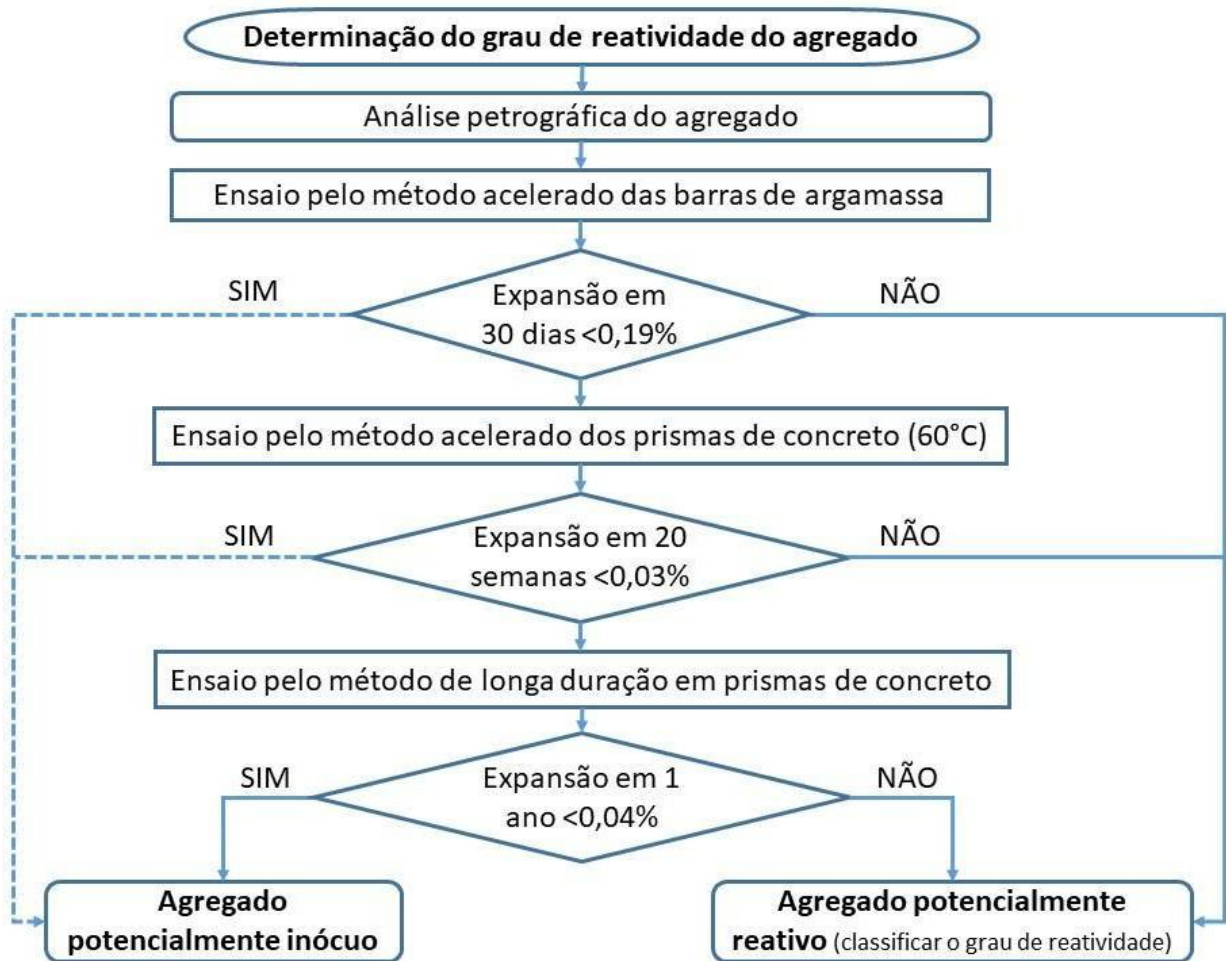 Determinação do grau de reatividade do agregado
Análise petrográfica do agregado
Ensaio pelo método acelerado das barras de argamassa
SIM
Expansão em
30 dias <0,19%
NÃO
Ensaio pelo método acelerado dos prismas de concreto (60°C)
SIM
Expansão em 20
semanas <0,03%
NÃO
Ensaio pelo método de longa duração em prismas de concreto
SIM
Expansão em 1
ano <0,04%
NÃO
Agregado
potencialmente inócuo
Agregado potencialmente
reativo (classificar o grau de reatividade)